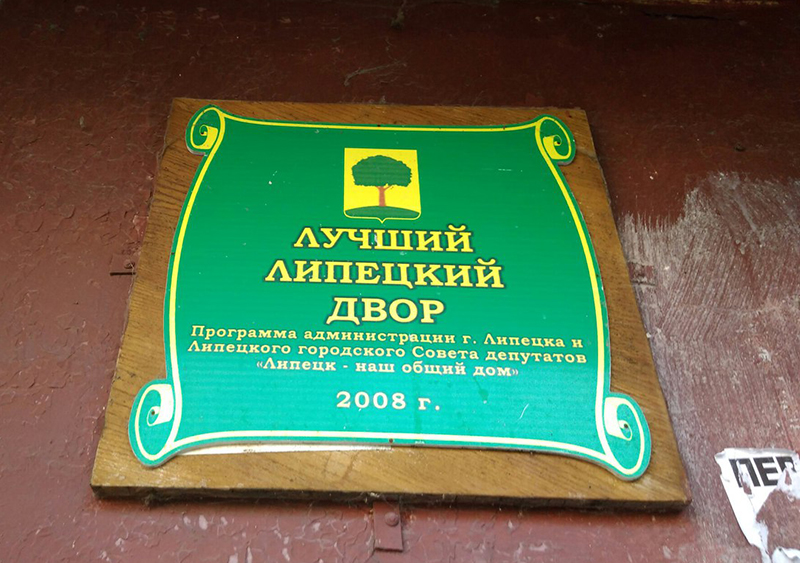 ЛУЧШИЙ
ЛИПЕЦКИЙ
ДВОР
Программа администрации г. Липецка и
Липецкого городского Совета депутатов
«Липецк - наш общий дом»
2008 г.